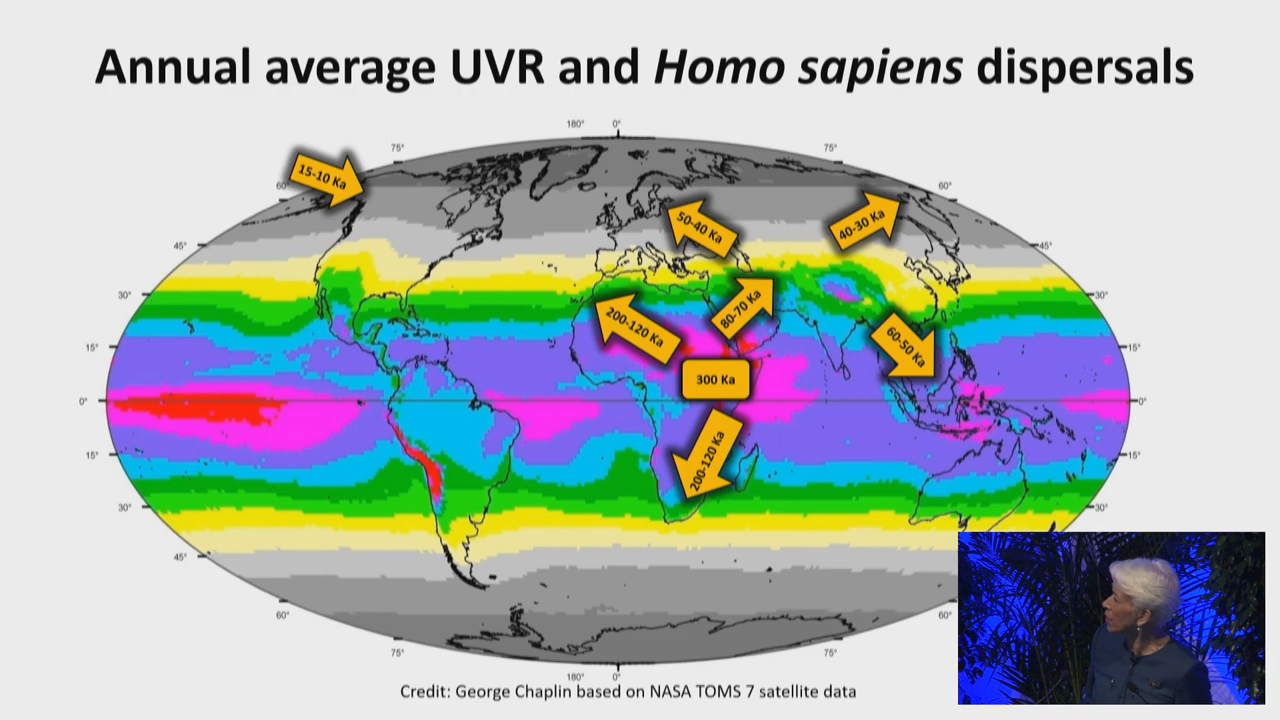 Annual average UVR and Homo sapiens dispersals
180° 0°
75° 75°
15-10 Ka
60° 60°
50-40 Ka
40-30 Ka
45° 45°
30° 30°
80-70 Ka
200-120 Ka
60-50 Ka
15° 15°
300 Ka
0° 0°
200-120 Ka
15° 15°
30° 30°
45°
60° 60°
75° 75°
180° 0°
Credit: George Chaplin based on NASA TOMS 7 satellite data